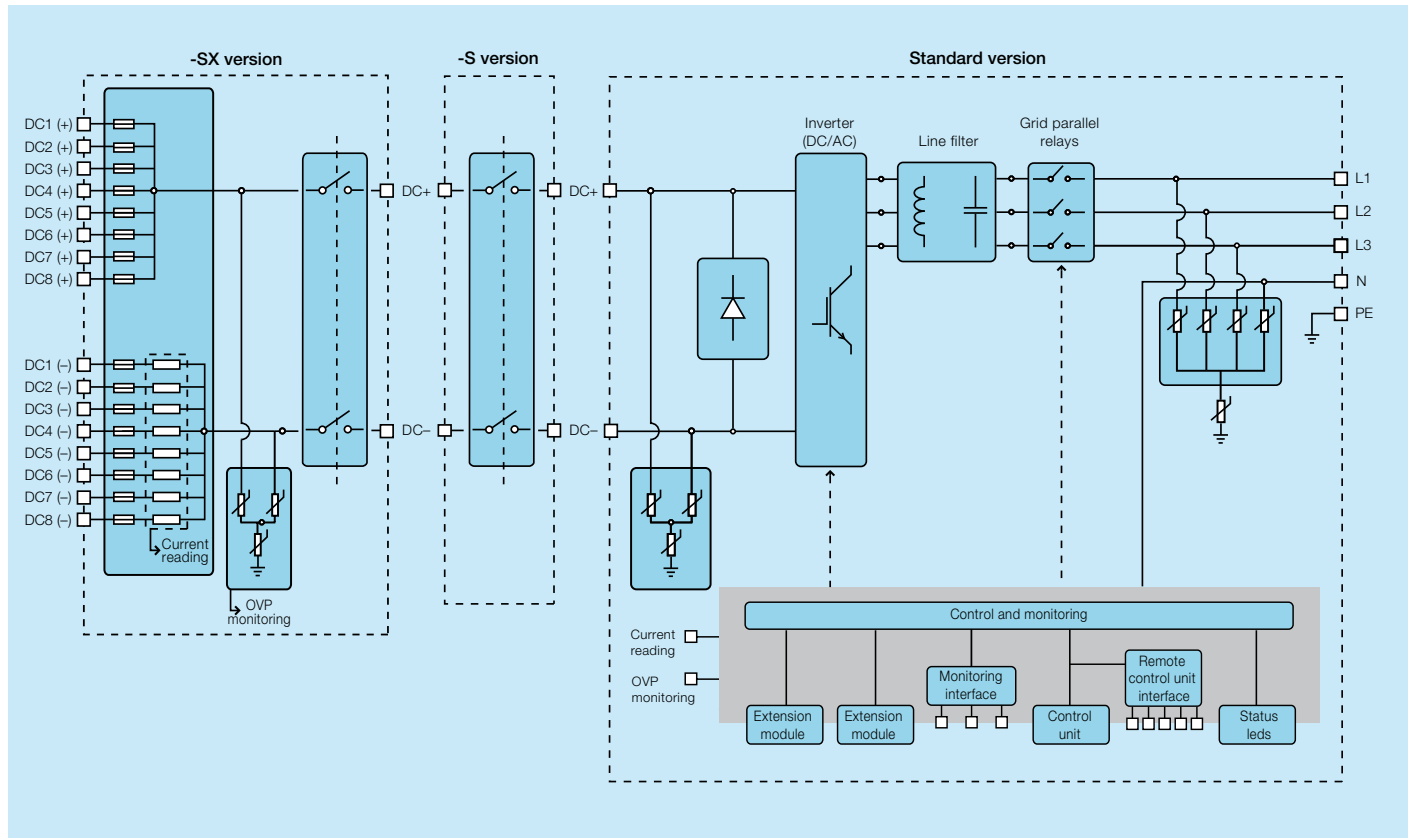 -SX version
-S version
Standard version
DC1 (+)
DC2 (+)
DC3 (+)
DC4 (+)
DC5 (+)
DC6 (+)
DC7 (+)
DC8 (+)
DC1 (–)
DC2 (–)
DC3 (–)
DC4 (–)
DC5 (–)
DC6 (–)
DC7 (–)
DC8 (–)
Current
reading
OVP
monitoring
DC+
DC–
DC+
DC–
Inverter
(DC/AC)
Line filter
Grid parallel
relays
L1
L2
L3
N
PE
Current
reading
OVP
monitoring
Control and monitoring
Extension
module
Extension
module
Monitoring
interface
Control
unit
Remote
control unit
interface
Status
leds